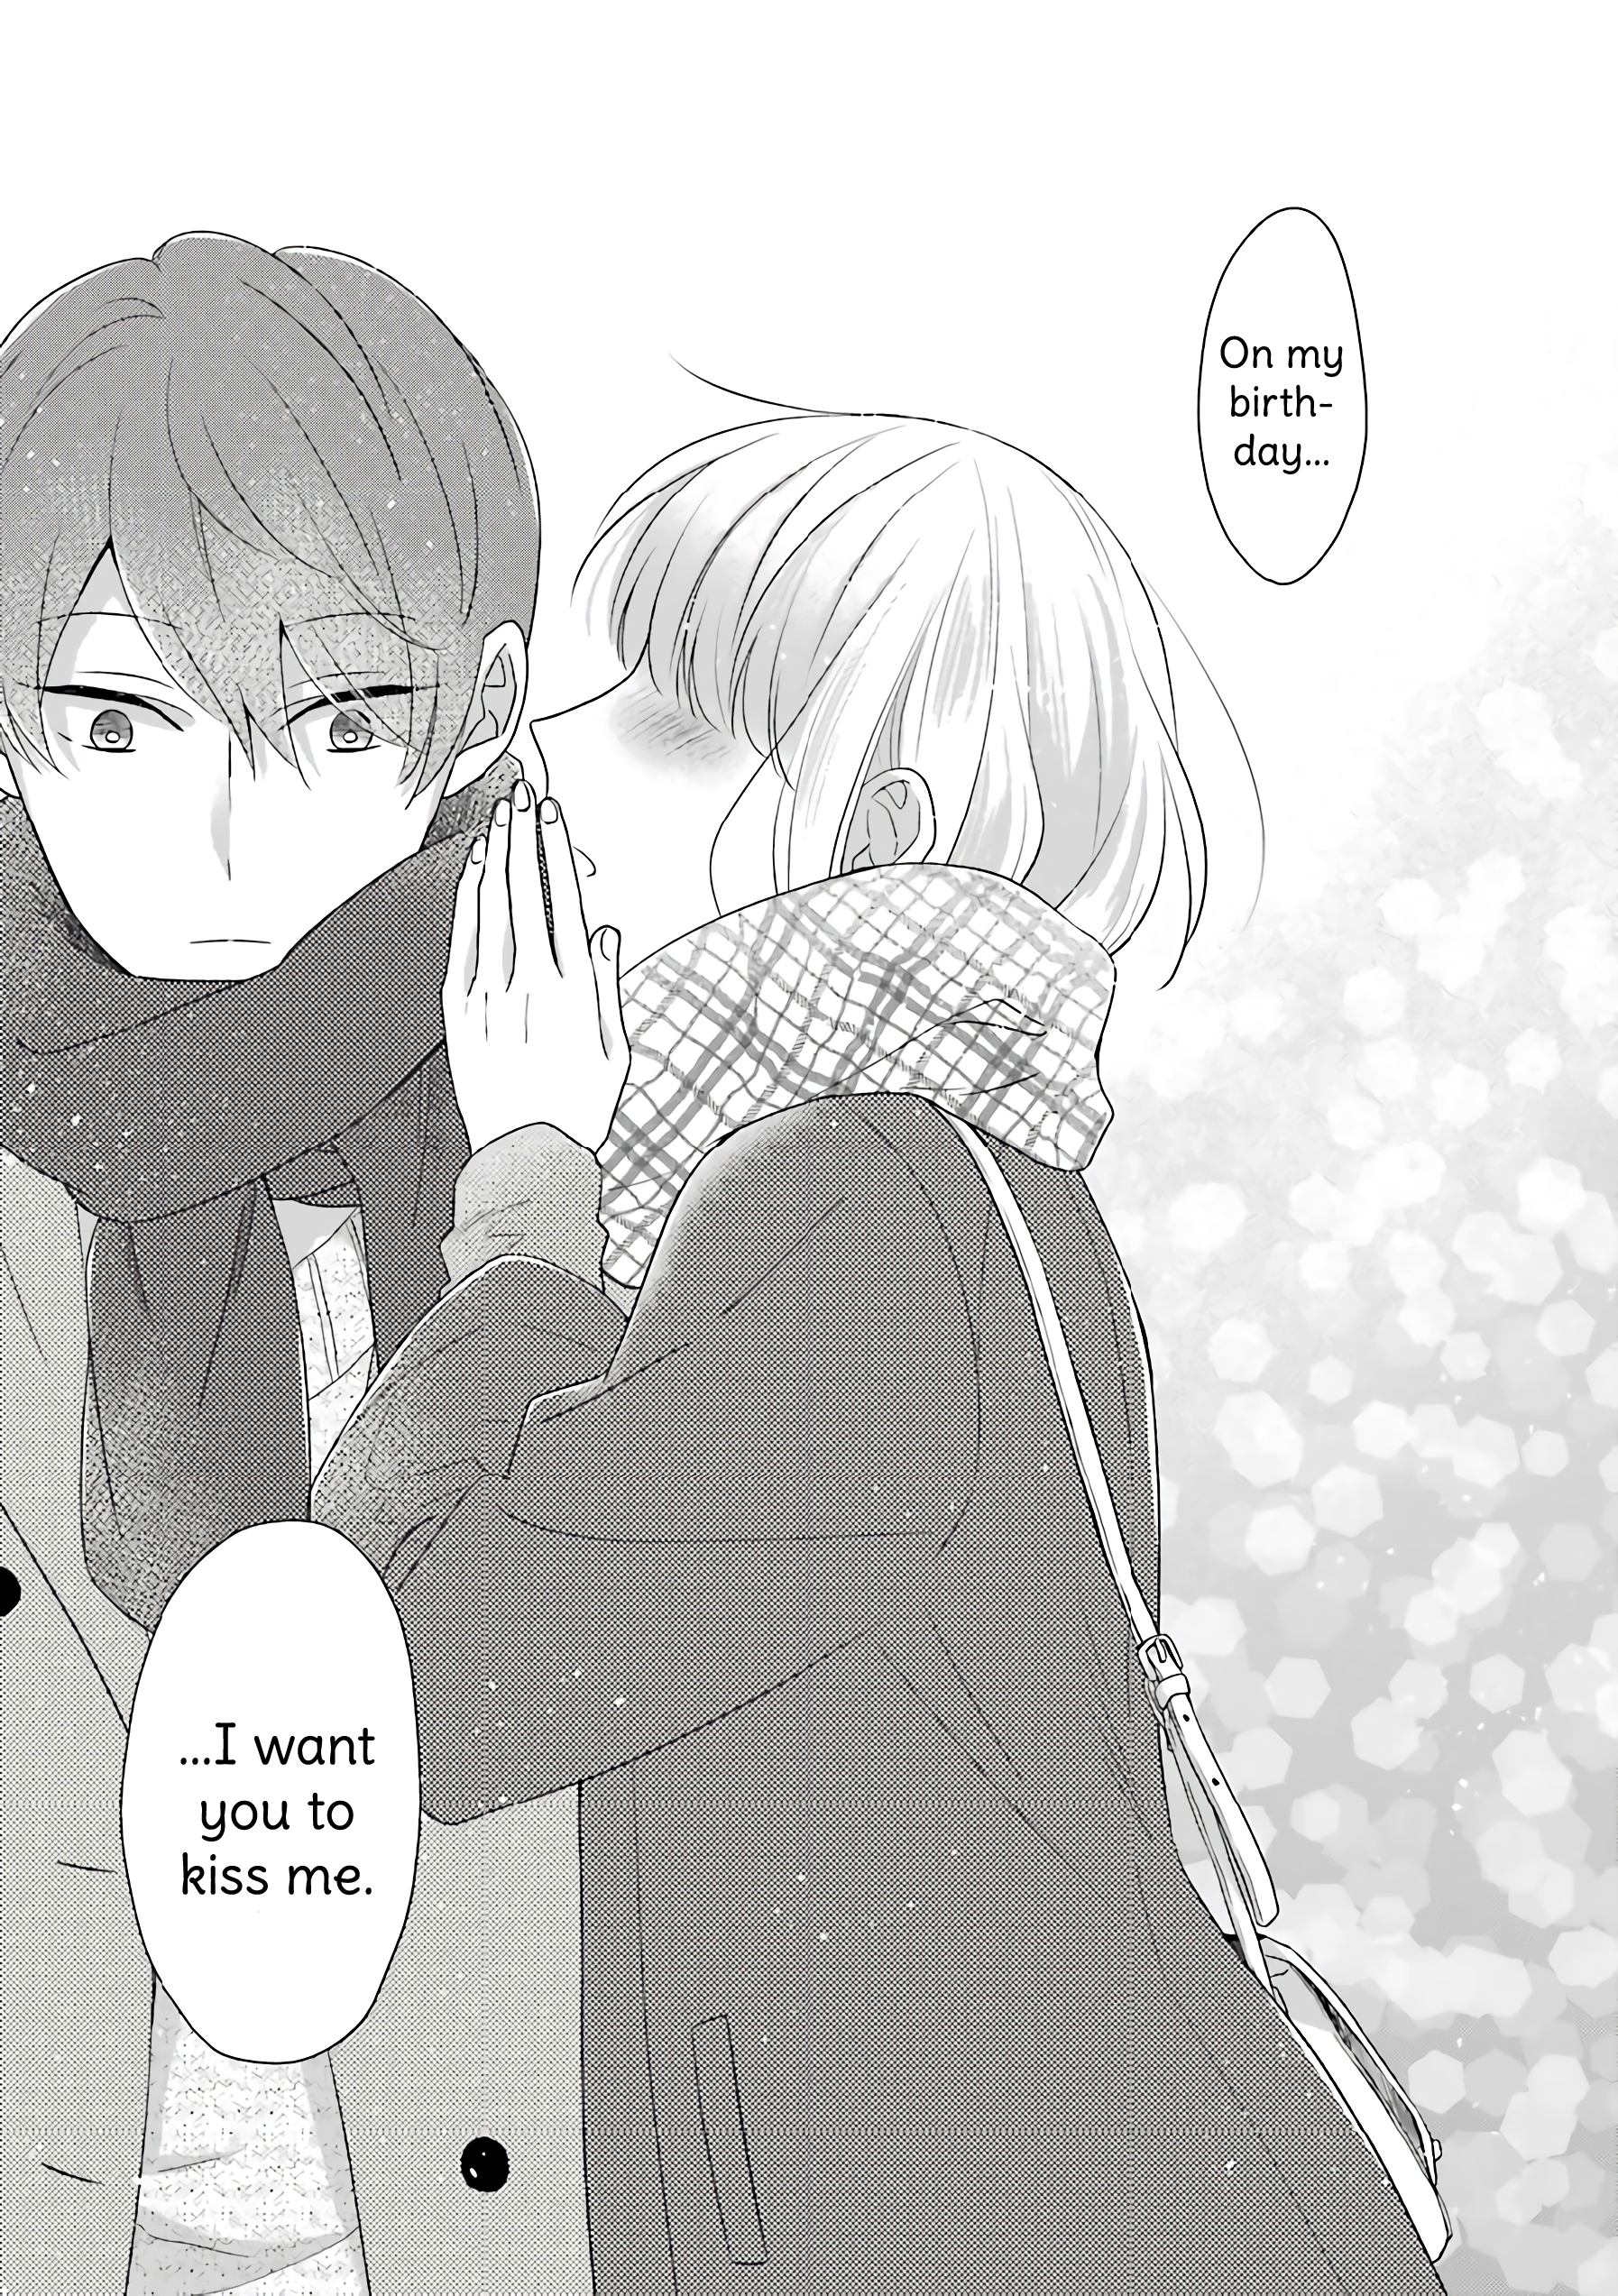 On my
birth-
day...
...I want
you to
kiss me.